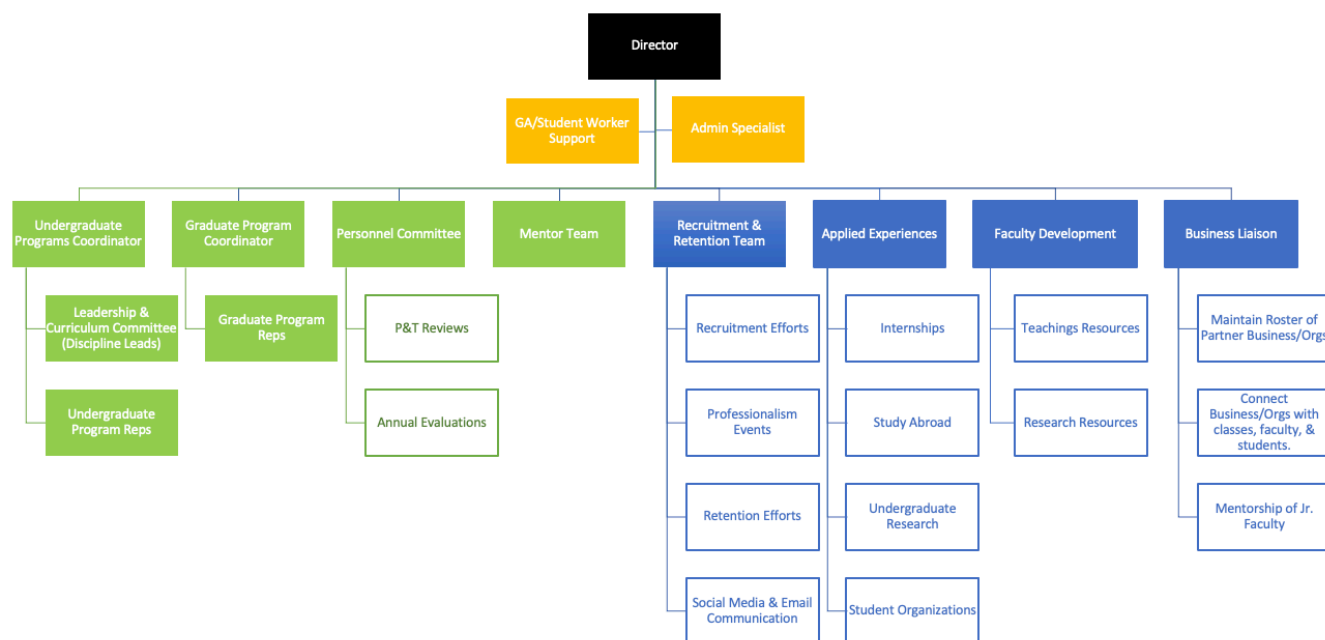 Director
GA/Student Worker
Support
Admin Specialist
Undergraduate
Programs Coordinator
Graduate Program
Coordinator
Personnel Committee
Mentor Team
Recruitment &
Retention Team
Applied Experiences
Faculty Development
Business Liaison
Leadership &
Curriculum Committee
(Discipline Leads)
Graduate Program
Reps
P&T Reviews
Recruitment Efforts
Internships
Teachings Resources
Maintain Roster of
Partner Business/Orgs
Undergraduate
Program Reps
Annual Evaluations
Professionalism
Events
Study Abroad
Research Resources
Connect
Business/Orgs with
classes, faculty, &
students.
Retention Efforts
Undergraduate
Research
Mentorship of Jr.
Faculty
Social Media & Email
Communication
Student Organizations